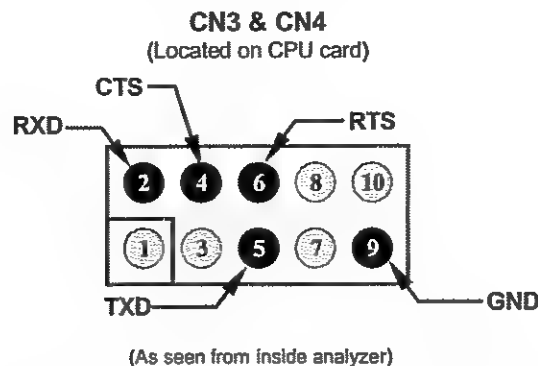 CN3 & CN4
(Located on CPU card)
CTS
RXD
RTS
2 4 6 8 10
1 3 5 7 9
TXD
GND
(As seen from inside analyzer)